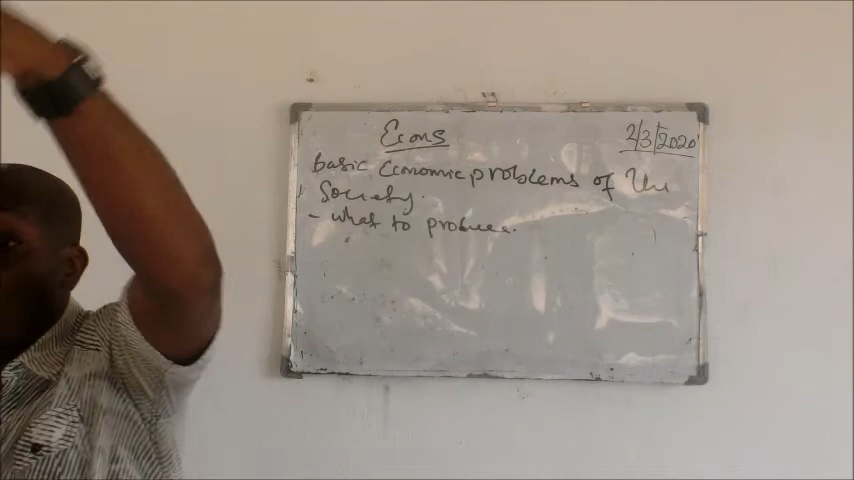 Econs
2/3/2020
basic Economic problems of the
Society.
- what to produce.